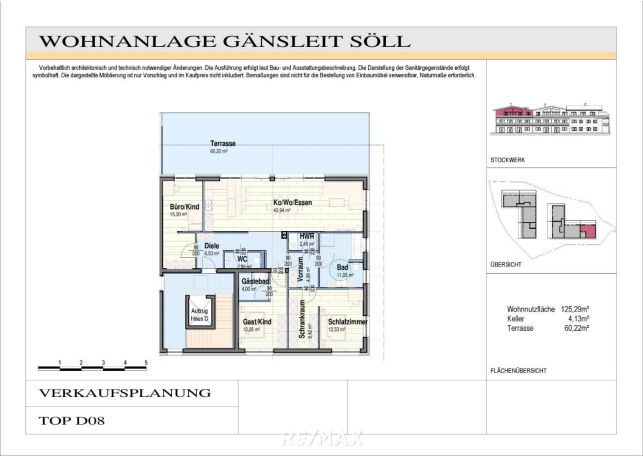 WOHNANLAGE GÄNSLEIT SÖLL
Vorbehaltlich architektonisch und technisch notwendiger Änderungen. Die Ausführung erfolgt laut Bau- und Ausstattungsbeschreibung. Die Darstellung der Sanitärgegenstände erfolgt
symbolhaft. Die dargestellte Möblierung ist nur Vorschlag und im Kaufpreis nicht inkludiert. Bemaßungen sind nicht für die Bestellung von Einbaumöbel verwendbar, Naturmaße erforderlich.
Terrasse
60,22 m²
Büro/Kind
15,30 m²
Ko/Wo/Essen
43,94 m²
Diele
6,03 m²
WC
HWR
2,45 m²
Vorraum
Bad
Gästebad
4,00 m²
Aufzug
Haus D
Gast/Kind
13,26 m²
Schrankraum
8,42 m²
Schlafzimmer
12,53 m²
1 2 3 4 5
STOCKWERK
ÜBERSICHT
Wohnnutzfläche 125,29m²
Keller 4,13m²
Terrasse 60,22m²
FLÄCHENÜBERSICHT
VERKAUFSPLANUNG
TOP D08
RE/MAX